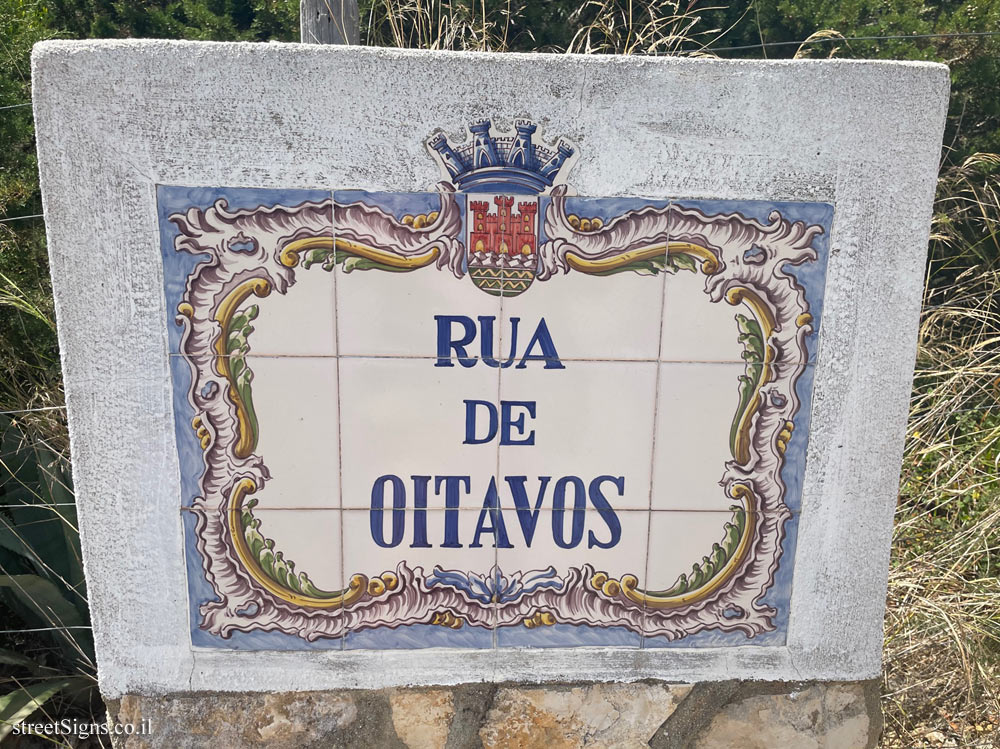 RUA
DE
OITAVOS
streetSigns.co.il